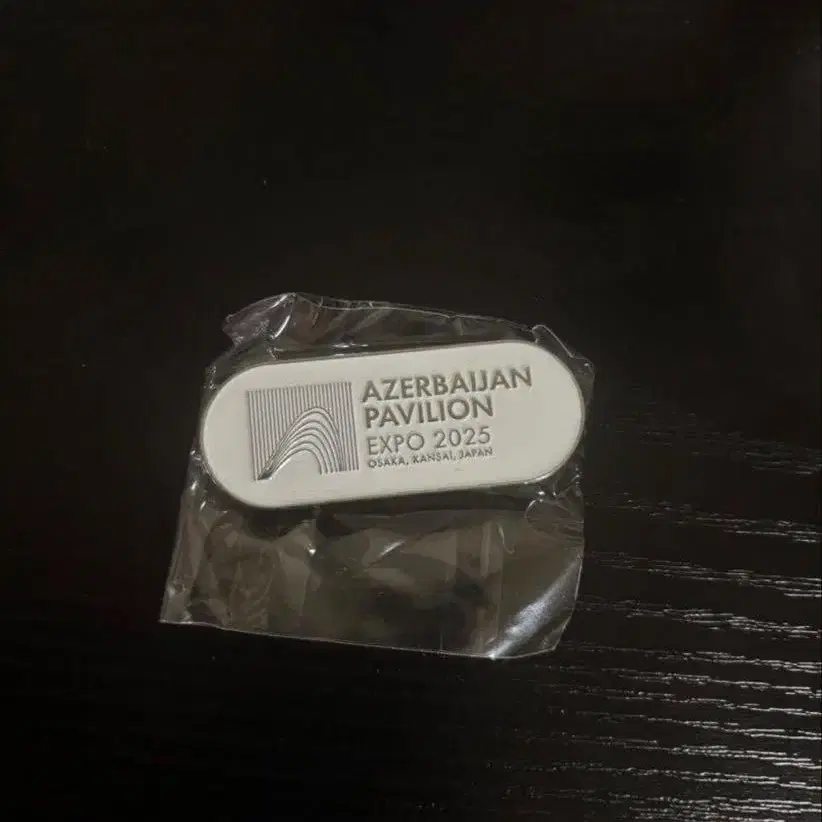 AZERBAIJAN
PAVILION
EXPO 2025
OSAKA, KANSAI, JAPAN